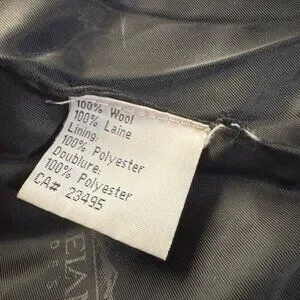 100% Wool
100% Laine
Lining:
100% Polyester
Doublure:
100% Polyester
CA# 23495